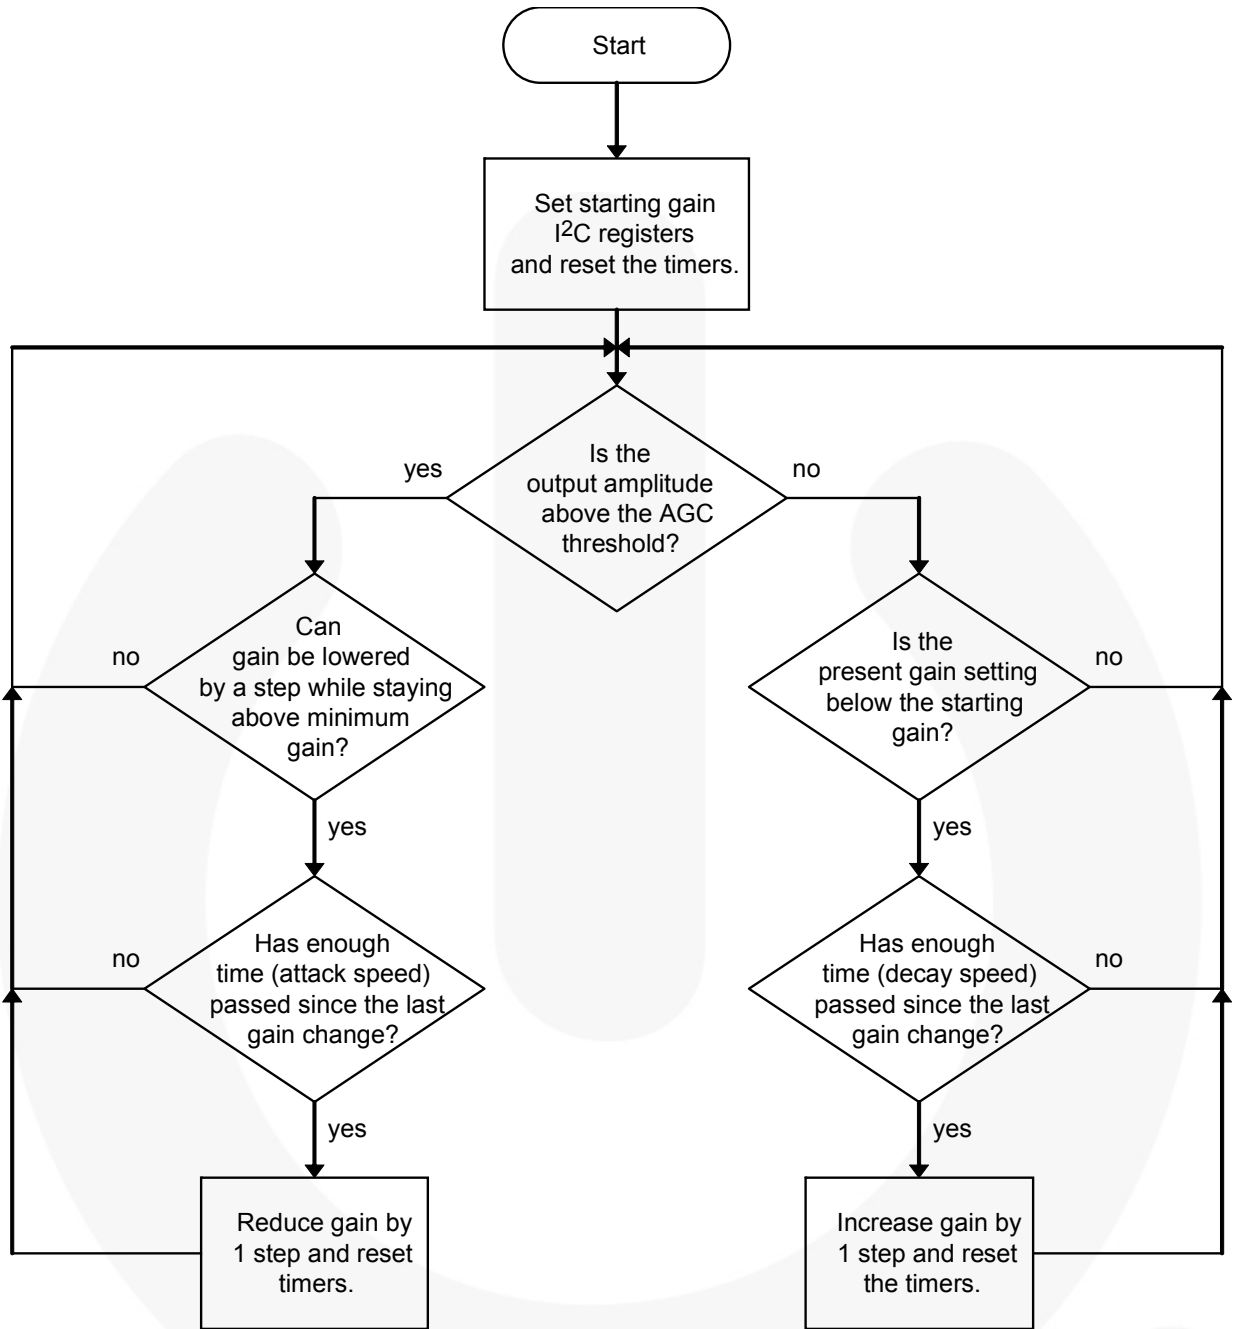 Start
Set starting gain
I²C registers
and reset the timers.
Is the
output amplitude
above the AGC
threshold?
yes
no
Can
gain be lowered
by a step while staying
above minimum
gain?
no
yes
Is the
present gain setting
below the starting
gain?
no
yes
Has enough
time (attack speed)
passed since the last
gain change?
no
yes
Has enough
time (decay speed)
passed since the last
gain change?
no
yes
Reduce gain by
1 step and reset
timers.
Increase gain by
1 step and reset
the timers.